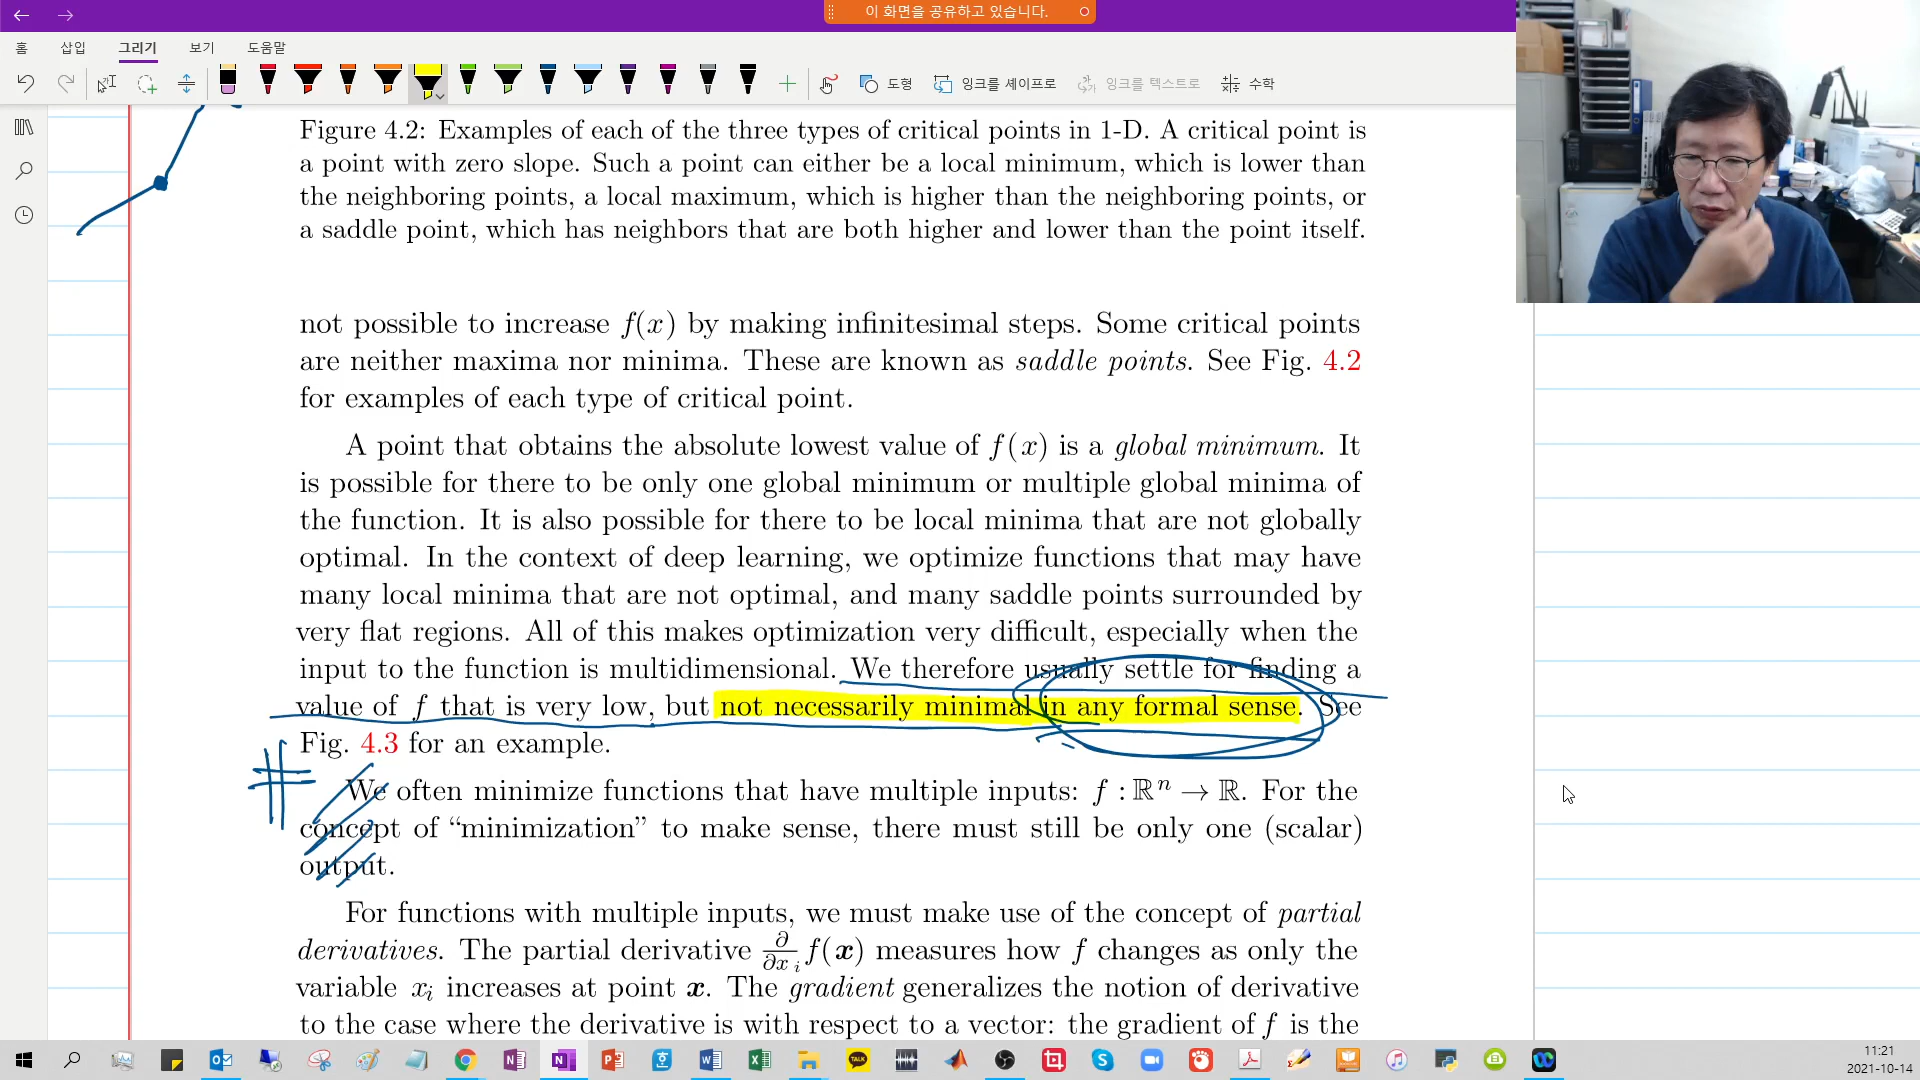 이 화면을 공유하고 있습니다.
홈 삽입 그리기 보기 도움말
도형 잉크를 셰이프로 잉크를 텍스트로 수학
Figure 4.2: Examples of each of the three types of critical points in 1-D. A critical point is
a point with zero slope. Such a point can either be a local minimum, which is lower than
the neighboring points, a local maximum, which is higher than the neighboring points, or
a saddle point, which has neighbors that are both higher and lower than the point itself.
not possible to increase f(x) by making infinitesimal steps. Some critical points
are neither maxima nor minima. These are known as saddle points. See Fig. 4.2
for examples of each type of critical point.
A point that obtains the absolute lowest value of f(x) is a global minimum. It
is possible for there to be only one global minimum or multiple global minima of
the function. It is also possible for there to be local minima that are not globally
optimal. In the context of deep learning, we optimize functions that may have
many local minima that are not optimal, and many saddle points surrounded by
very flat regions. All of this makes optimization very difficult, especially when the
input to the function is multidimensional. We therefore usually settle for finding a
value of f that is very low, but not necessarily minimal in any formal sense. See
Fig. 4.3 for an example.
We often minimize functions that have multiple inputs: f : ℝⁿ → ℝ. For the
concept of “minimization” to make sense, there must still be only one (scalar)
output.
For functions with multiple inputs, we must make use of the concept of partial
derivatives. The partial derivative ∂/∂xᵢ f(x) measures how f changes as only the
variable xᵢ increases at point x. The gradient generalizes the notion of derivative
to the case where the derivative is with respect to a vector: the gradient of f is the
11:21
2021-10-14